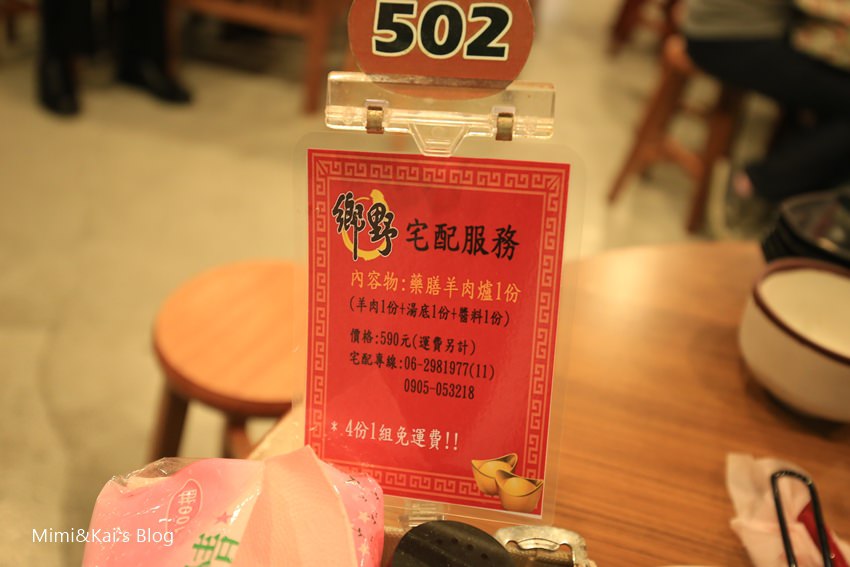 502
鄉野 宅配服務
內容物:藥膳羊肉爐1份
(羊肉1份+湯底1份+醬料1份)
價格:590元(運費另計)
宅配專線:06-2981977(11)
0905-053218
* 4份1組免運費!!
Mimi&Kai's Blog